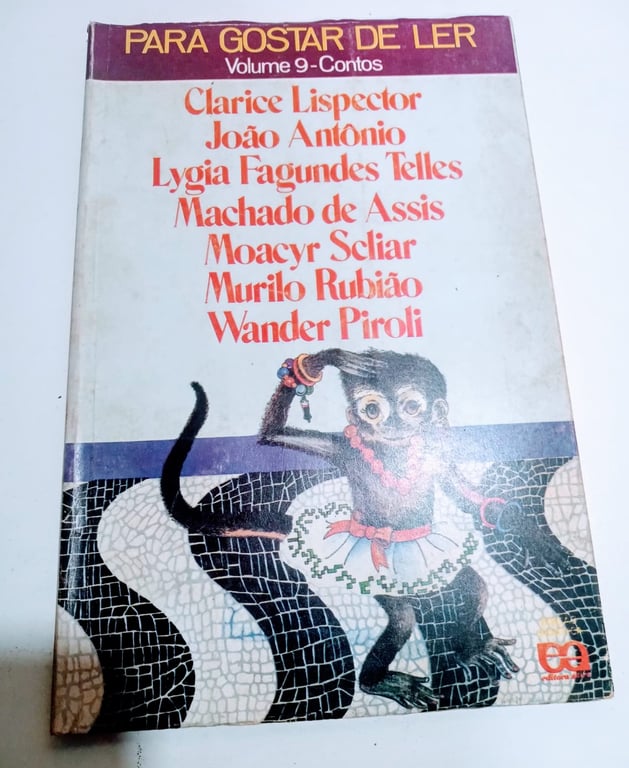 PARA GOSTAR DE LER
Volume 9-Contos
Clarice Lispector
João Antônio
Lygia Fagundes Telles
Machado de Assis
Moacyr Scliar
Murilo Rubião
Wander Piroli
ea
editora